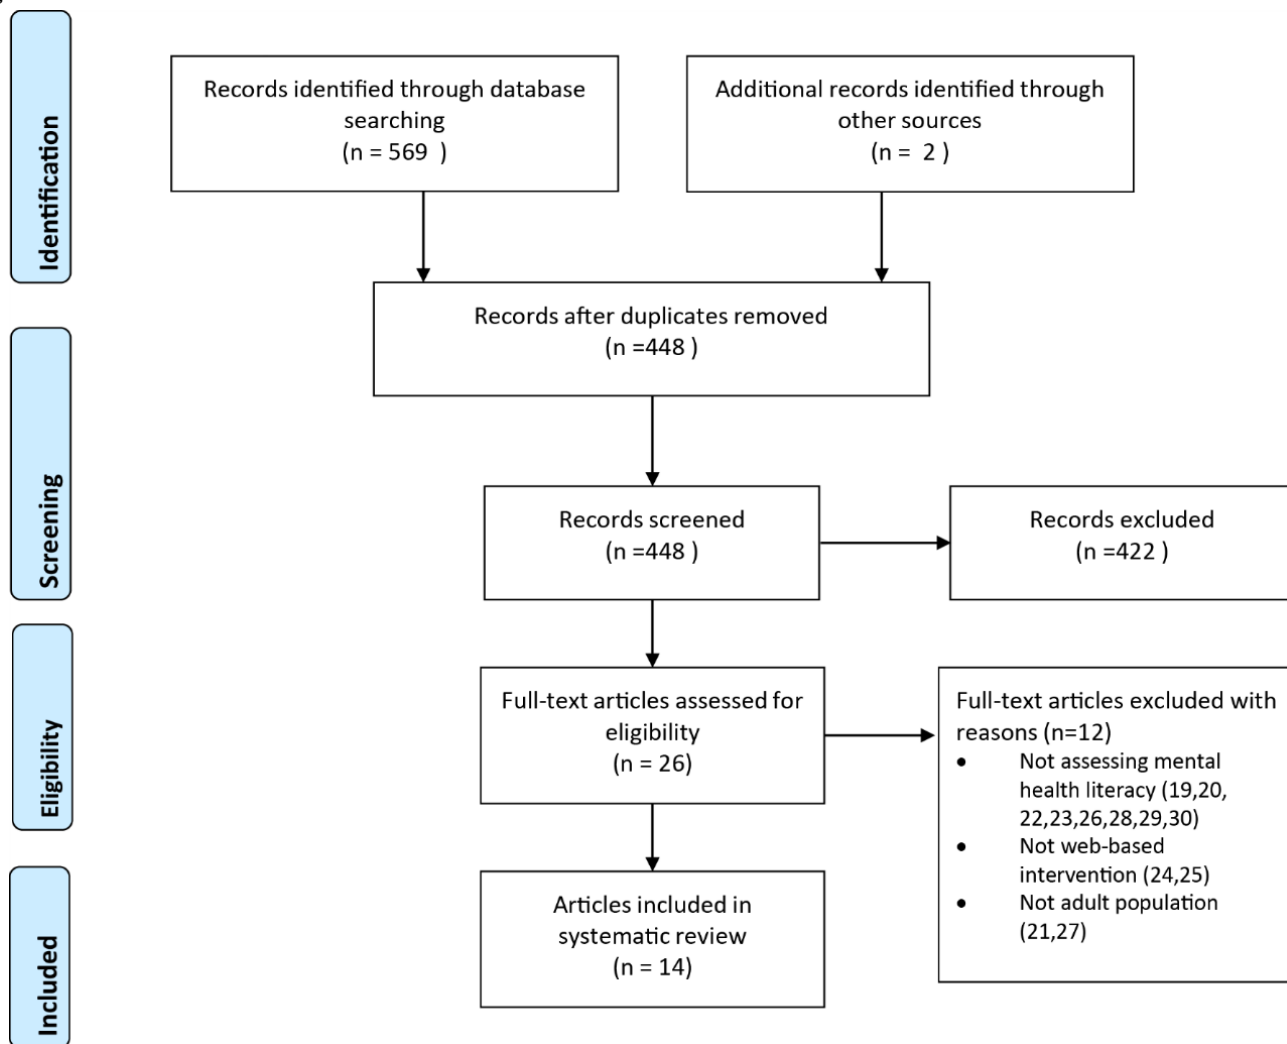 Identification
Records identified through database
searching
(n = 569  )
Additional records identified through
other sources
(n =  2 )
Records after duplicates removed
(n =448 )
Screening
Records screened
(n =448 )
Records excluded
(n =422 )
Eligibility
Full-text articles assessed for
eligibility
(n = 26)
Full-text articles excluded with
reasons (n=12)
• Not assessing mental
health literacy (19,20,
22,23,26,28,29,30)
• Not web-based
intervention (24,25)
• Not adult population
(21,27)
Included
Articles included in
systematic review
(n = 14)